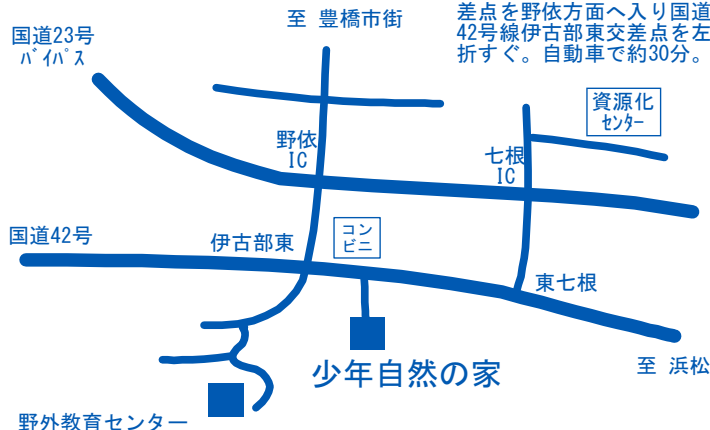 差点を野依方面へ入り国道
42号線伊古部東交差点を左
折すぐ。自動車で約30分。
至 豊橋市街
国道23号
ﾊﾞｲﾊﾟｽ
資源化
ｾﾝﾀｰ
野依
IC
七根
IC
国道42号
伊古部東
コン
ビニ
東七根
少年自然の家
至 浜松
野外教育センター